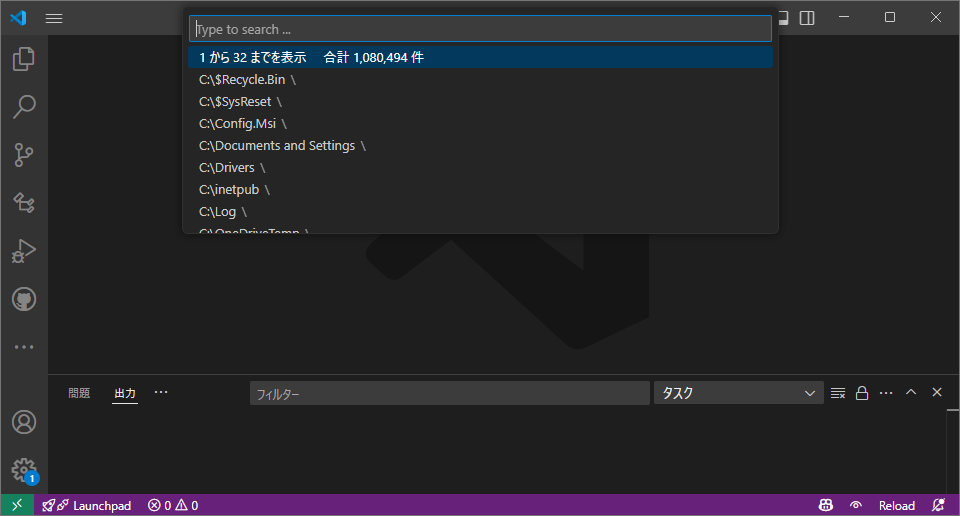 Type to search ...
1 から 32 までを表示 合計 1,080,494 件
C:\$Recycle.Bin \
C:\$SysReset \
C:\Config.Msi \
C:\Documents and Settings \
C:\Drivers \
C:\inetpub \
C:\Log \
C:\OneDriveTemp \
問題 出力 ··· フィルター タスク ···
1
Launchpad 0 0 Reload